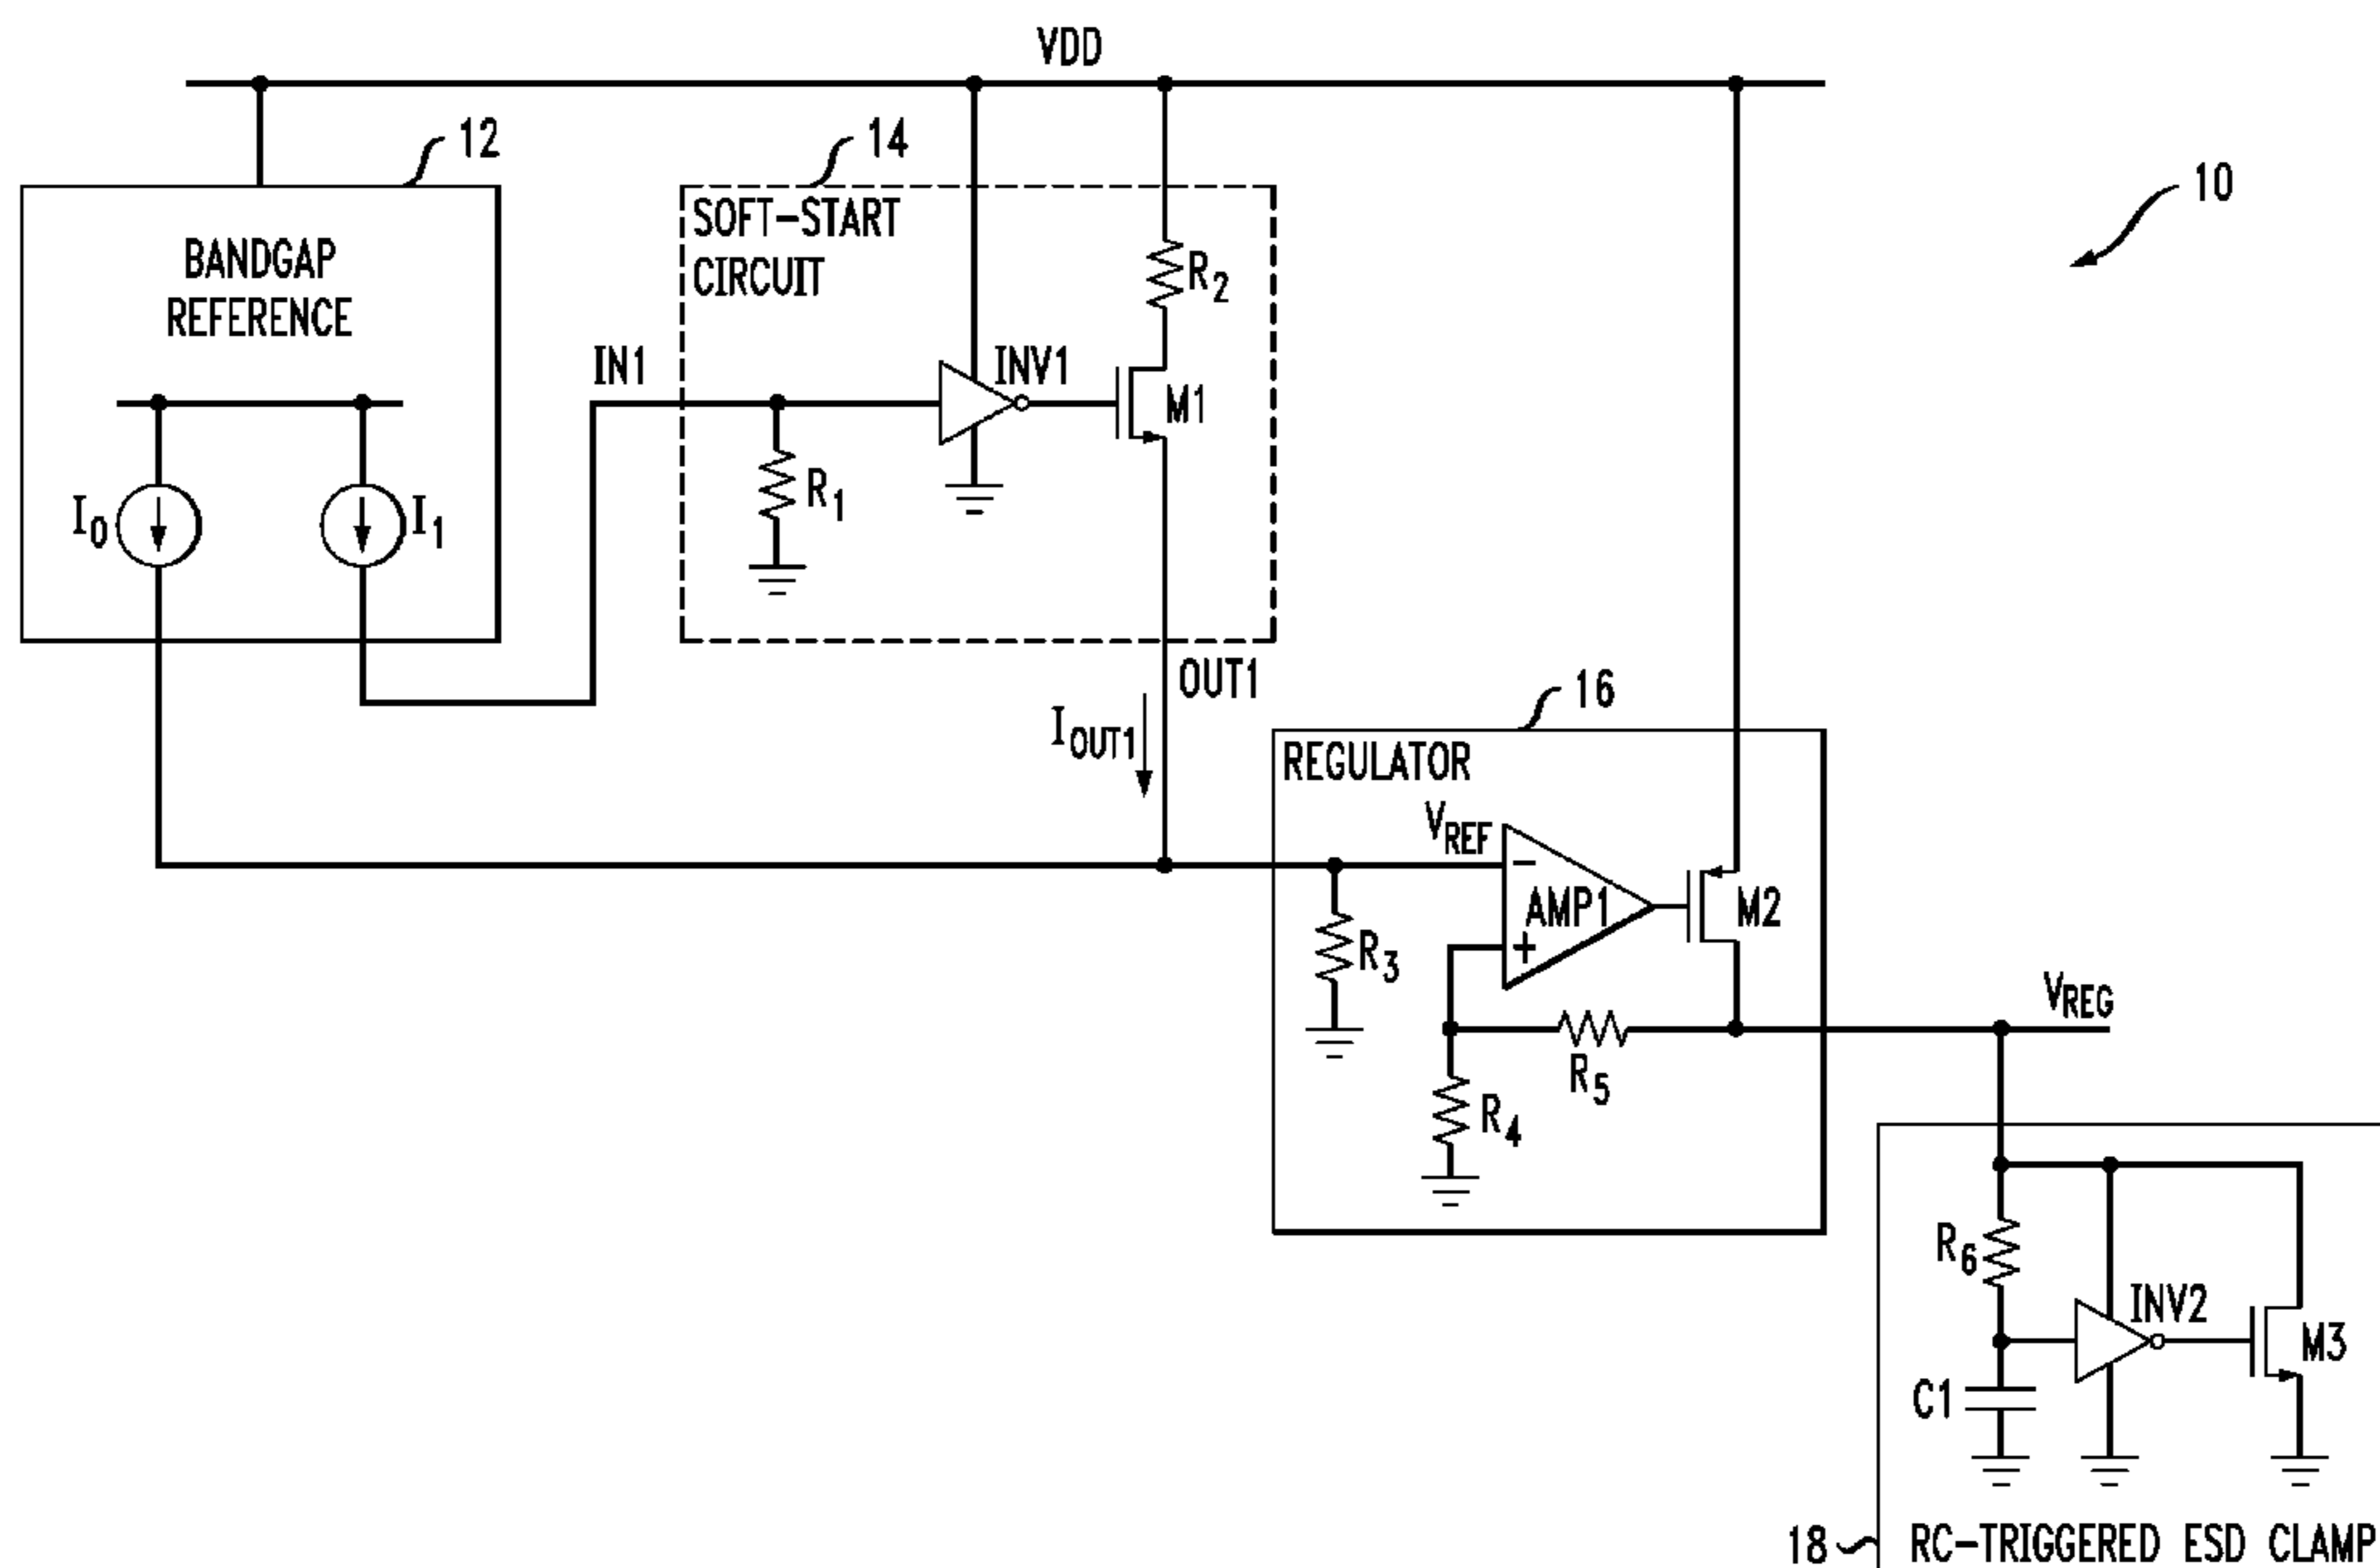 VDD
12
14
10
BANDGAP
REFERENCE
SOFT-START
CIRCUIT
R2
IN1
INV1
M1
R1
I0
I1
OUT1
IOUT1
16
REGULATOR
VREF
-
AMP1
+
M2
R3
R5
R4
VREG
R6
INV2
M3
C1
18
RC-TRIGGERED ESD CLAMP